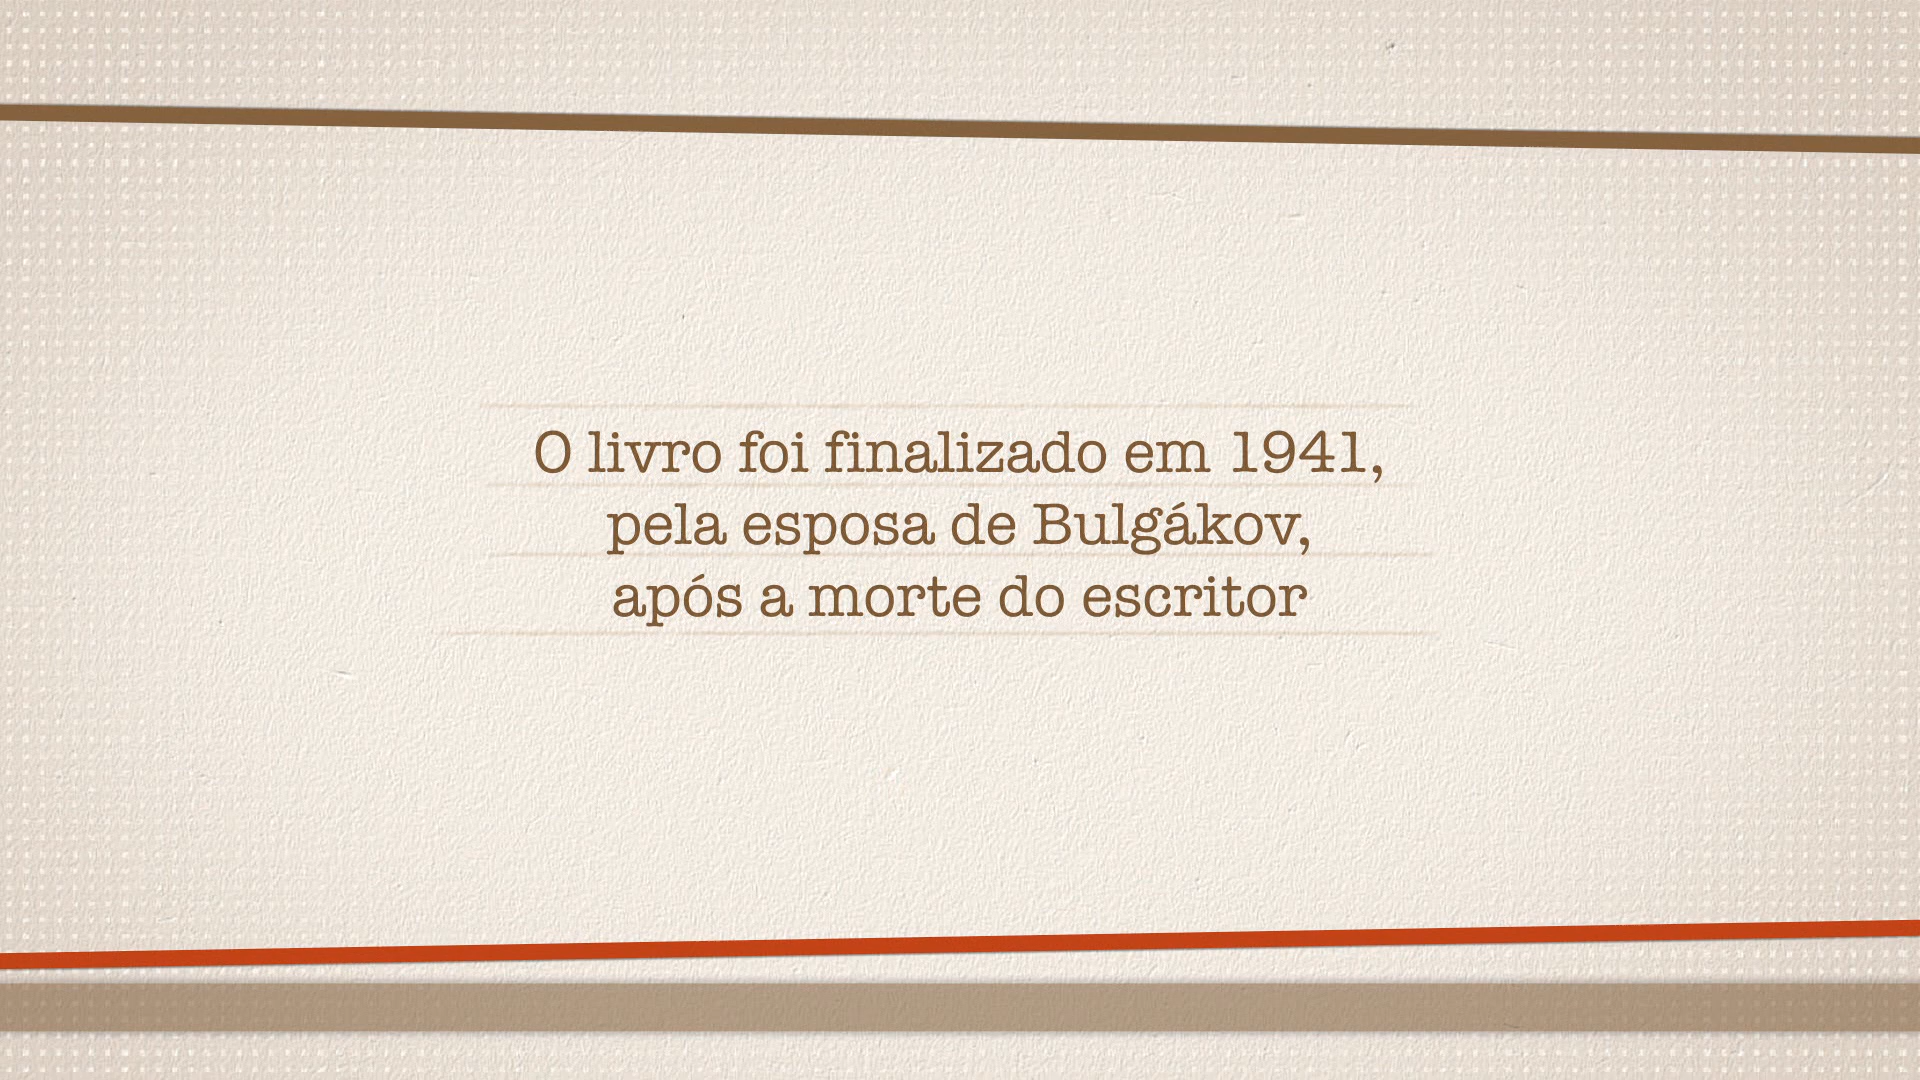 O livro foi finalizado em 1941,
pela esposa de Bulgákov,
após a morte do escritor